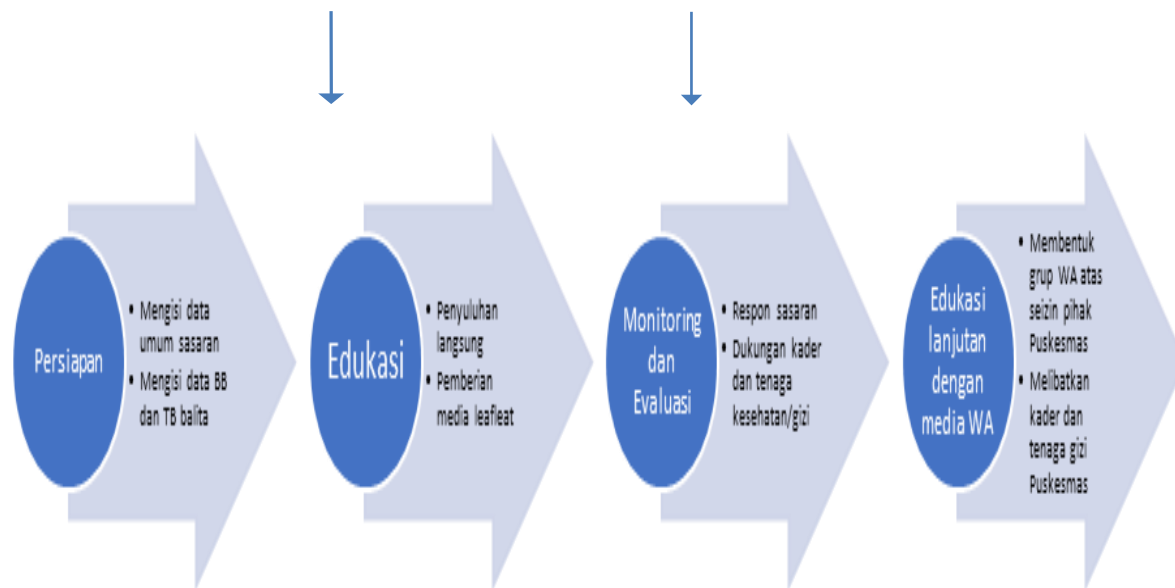 Persiapan
• Mengisi data
umum sasaran
• Mengisi data BB
dan TB balita
Edukasi
• Penyuluhan
langsung
• Pemberian
media leafleat
Monitoring
dan
Evaluasi
• Respon sasaran
• Dukungan kader
dan tenaga
kesehatan/gizi
Edukasi
lanjutan
dengan
media WA
• Membentuk
grup WA atas
seizin pihak
Puskesmas
• Melibatkan
kader dan
tenaga gizi
Puskesmas